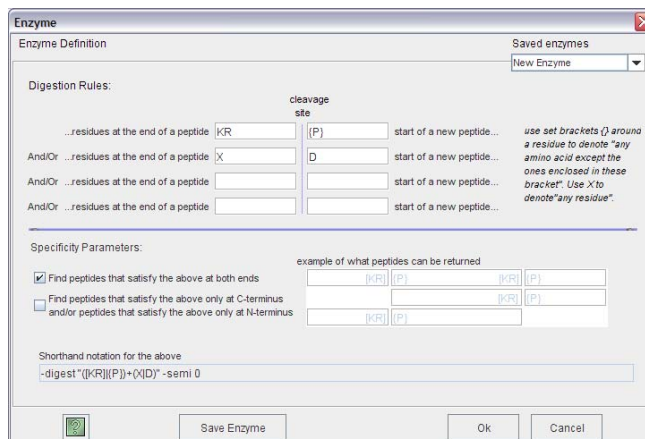 Enzyme
Enzyme Definition
Saved enzymes
New Enzyme
Digestion Rules:
cleavage
site
...residues at the end of a peptide KR {P} start of a new peptide...
And/Or ...residues at the end of a peptide X D start of a new peptide...
And/Or ...residues at the end of a peptide start of a new peptide...
And/Or ...residues at the end of a peptide start of a new peptide...
use set brackets {} around
a residue to denote "any
amino acid except the
ones enclosed in these
bracket". Use X to
denote"any residue".
Specificity Parameters:
example of what peptides can be returned
Find peptides that satisfy the above at both ends
[KR] {P} [KR] {P}
Find peptides that satisfy the above only at C-terminus
and/or peptides that satisfy the above only at N-terminus
[KR] {P}
[KR] {P}
Shorthand notation for the above
-digest "([KR]|{P})+(X|D)" -semi 0
?
Save Enzyme
Ok
Cancel